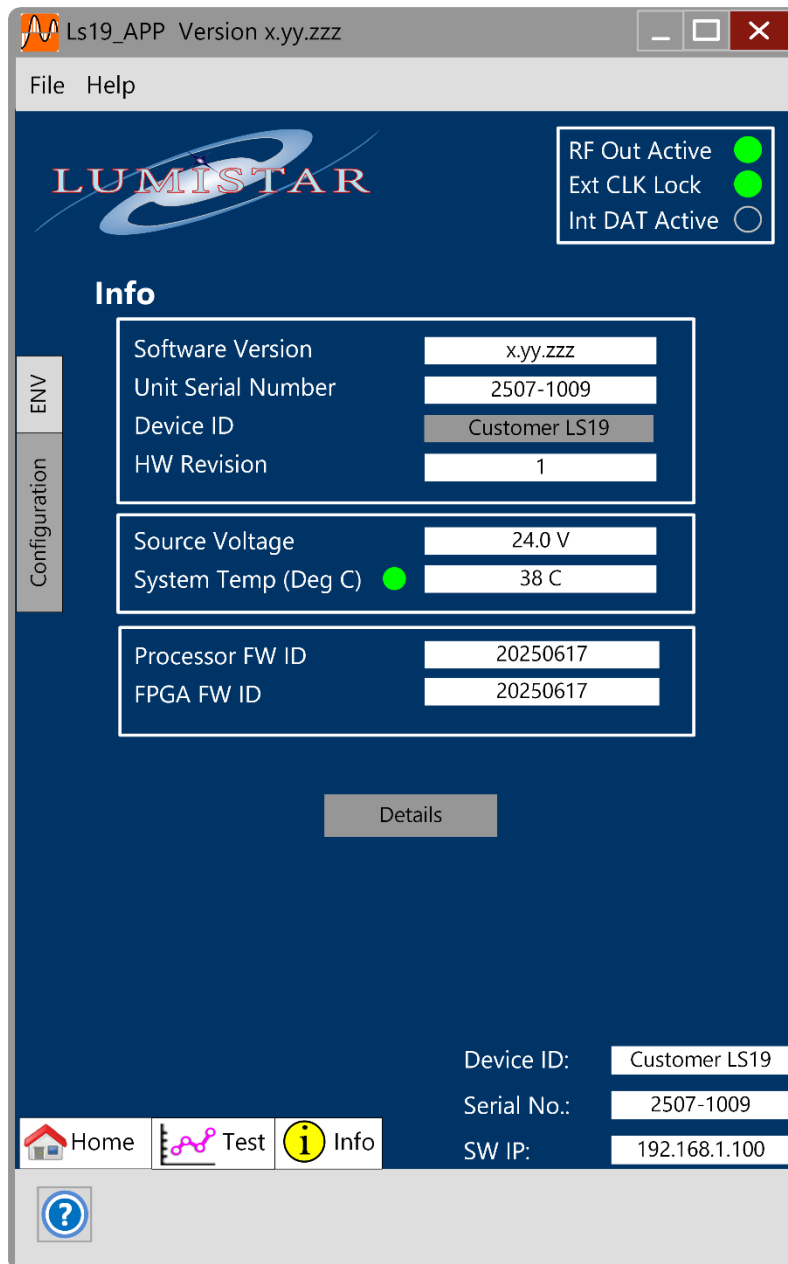 Ls19_APP Version x.yy.zzz
File Help
LUMISTAR
RF Out Active
Ext CLK Lock
Int DAT Active
Info
Software Version x.yy.zzz
Unit Serial Number 2507-1009
Device ID Customer LS19
HW Revision 1
ENV
Configuration
Source Voltage 24.0 V
System Temp (Deg C) 38 C
Processor FW ID 20250617
FPGA FW ID 20250617
Details
Device ID: Customer LS19
Serial No.: 2507-1009
SW IP: 192.168.1.100
Home Test i Info
?